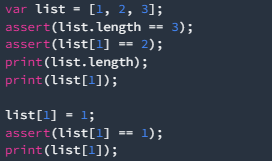 var list = [1, 2, 3];
assert(list.length == 3);
assert(list[1] == 2);
print(list.length);
print(list[1]);

list[1] = 1;
assert(list[1] == 1);
print(list[1]);